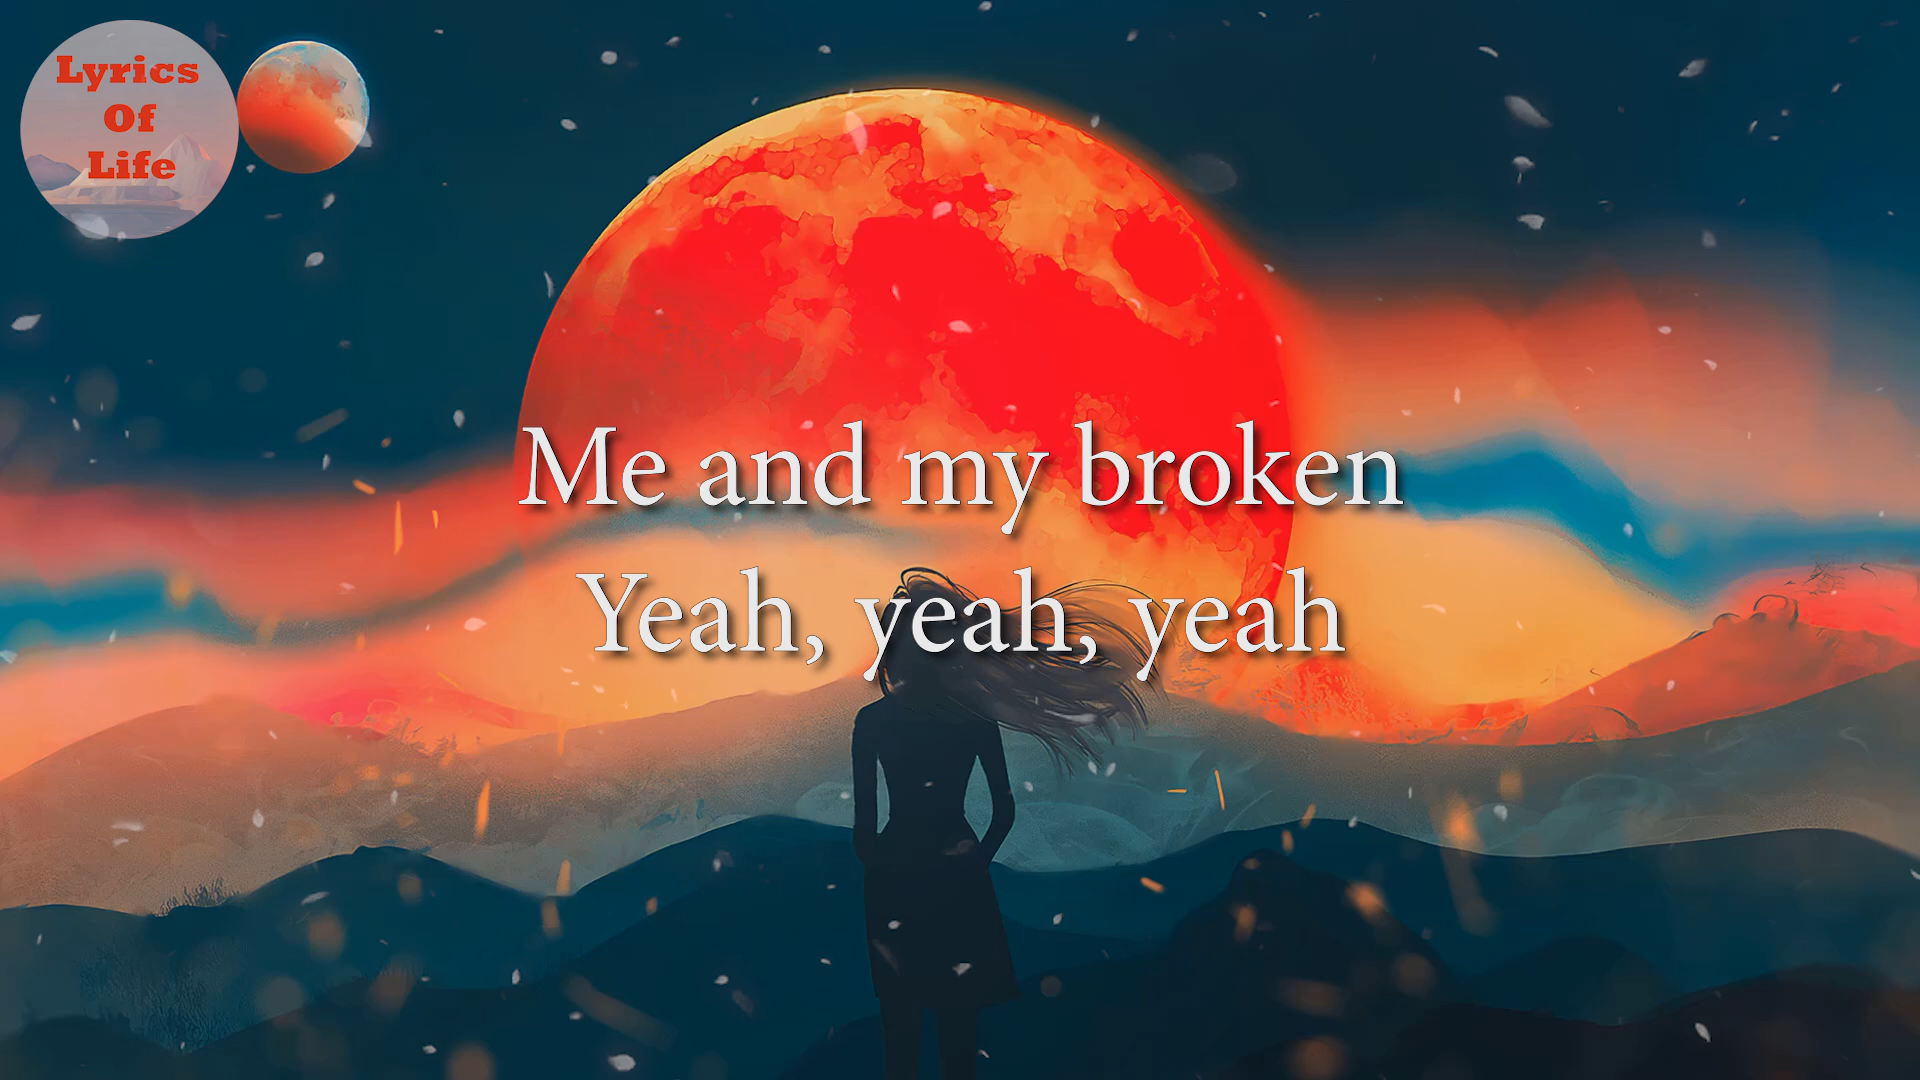 Lyrics
Of
Life
Me and my broken
Yeah, yeah, yeah